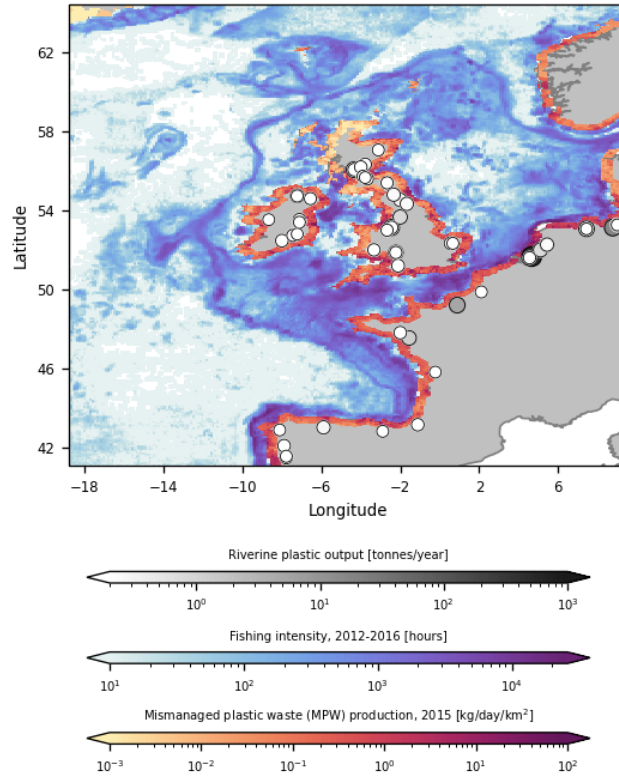 62
58
54
50
46
42
Latitude
−18 −14 −10 −6 −2 2 6
Longitude
Riverine plastic output [tonnes/year]
10⁰ 10¹ 10² 10³
Fishing intensity, 2012-2016 [hours]
10¹ 10² 10³ 10⁴
Mismanaged plastic waste (MPW) production, 2015 [kg/day/km²]
10⁻³ 10⁻² 10⁻¹ 10⁰ 10¹ 10²